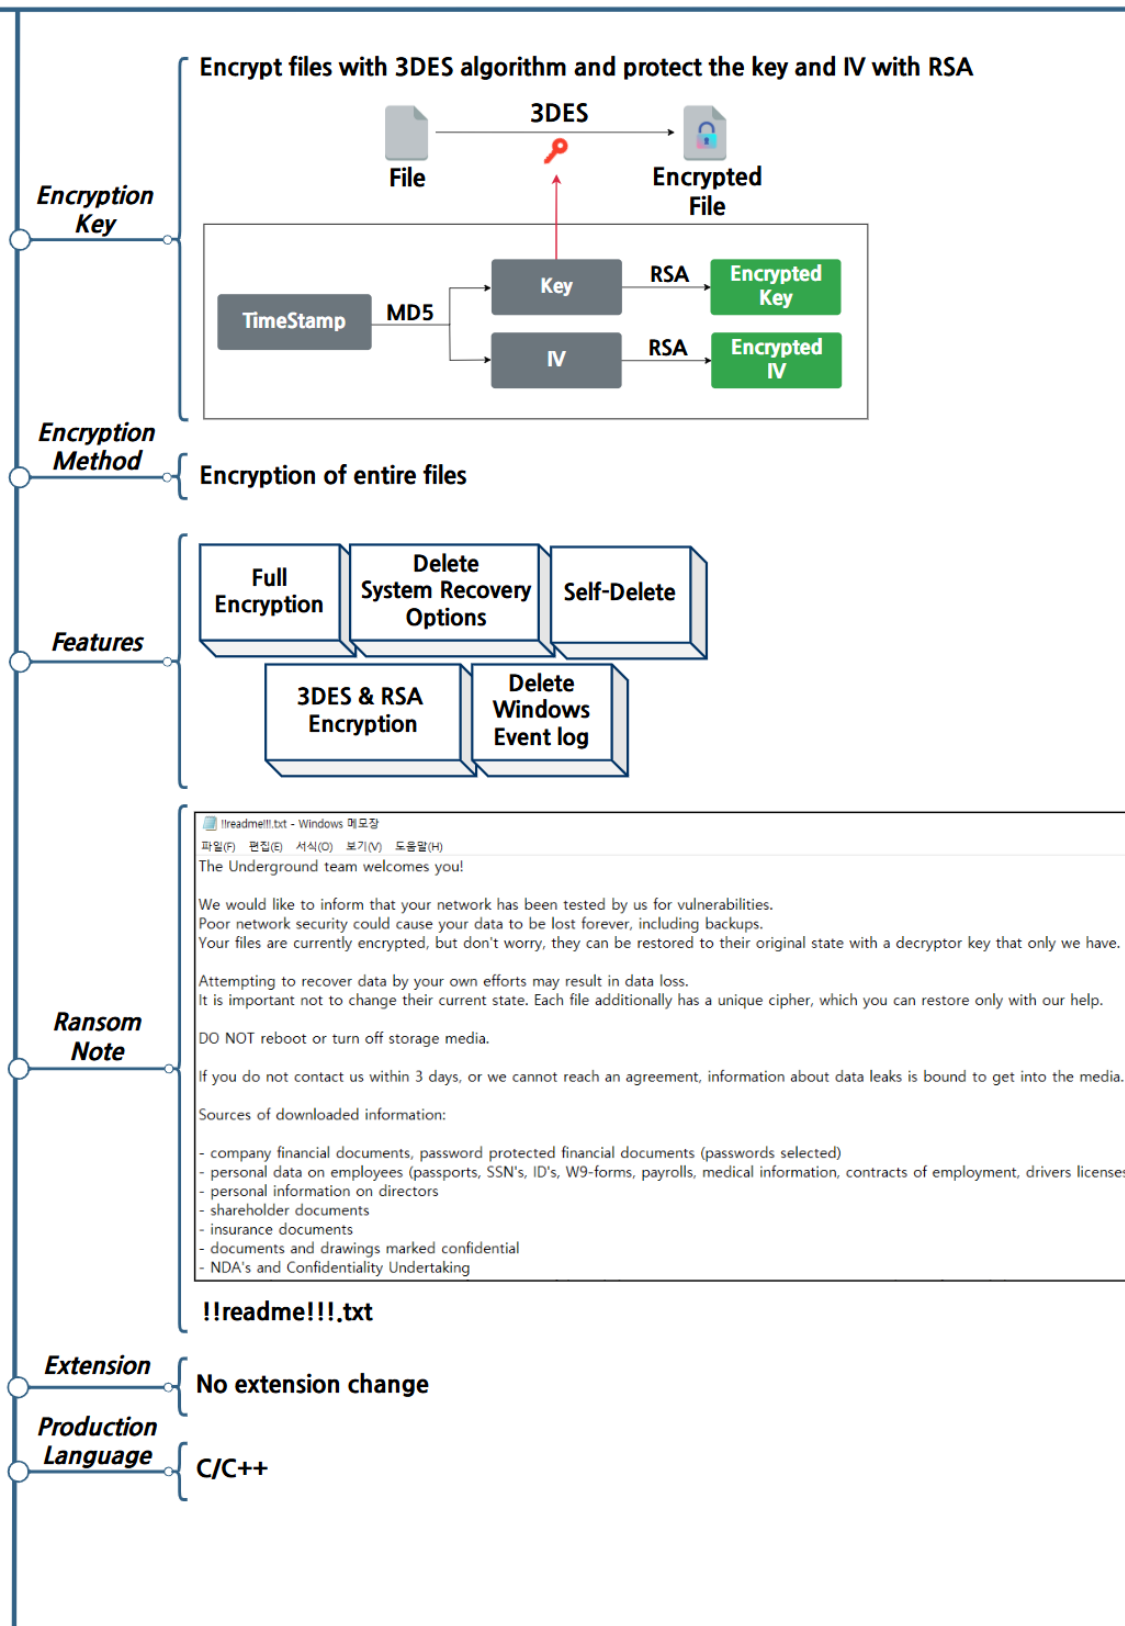 Encrypt files with 3DES algorithm and protect the key and IV with RSA
3DES
File
Encrypted
File
Encryption
Key
TimeStamp
MD5
Key
RSA
Encrypted
Key
IV
RSA
Encrypted
IV
Encryption
Method
Encryption of entire files
Features
Full
Encryption
Delete
System Recovery
Options
Self-Delete
3DES & RSA
Encryption
Delete
Windows
Event log
Ransom
Note
!!readme!!!.txt - Windows 메모장
파일(F) 편집(E) 서식(O) 보기(V) 도움말(H)
The Underground team welcomes you!
We would like to inform that your network has been tested by us for vulnerabilities.
Poor network security could cause your data to be lost forever, including backups.
Your files are currently encrypted, but don't worry, they can be restored to their original state with a decryptor key that only we have.
Attempting to recover data by your own efforts may result in data loss.
It is important not to change their current state. Each file additionally has a unique cipher, which you can restore only with our help.
DO NOT reboot or turn off storage media.
If you do not contact us within 3 days, or we cannot reach an agreement, information about data leaks is bound to get into the media.
Sources of downloaded information:
- company financial documents, password protected financial documents (passwords selected)
- personal data on employees (passports, SSN's, ID's, W9-forms, payrolls, medical information, contracts of employment, drivers licenses
- personal information on directors
- shareholder documents
- insurance documents
- documents and drawings marked confidential
- NDA's and Confidentiality Undertaking
!!readme!!!.txt
Extension
No extension change
Production
Language
C/C++